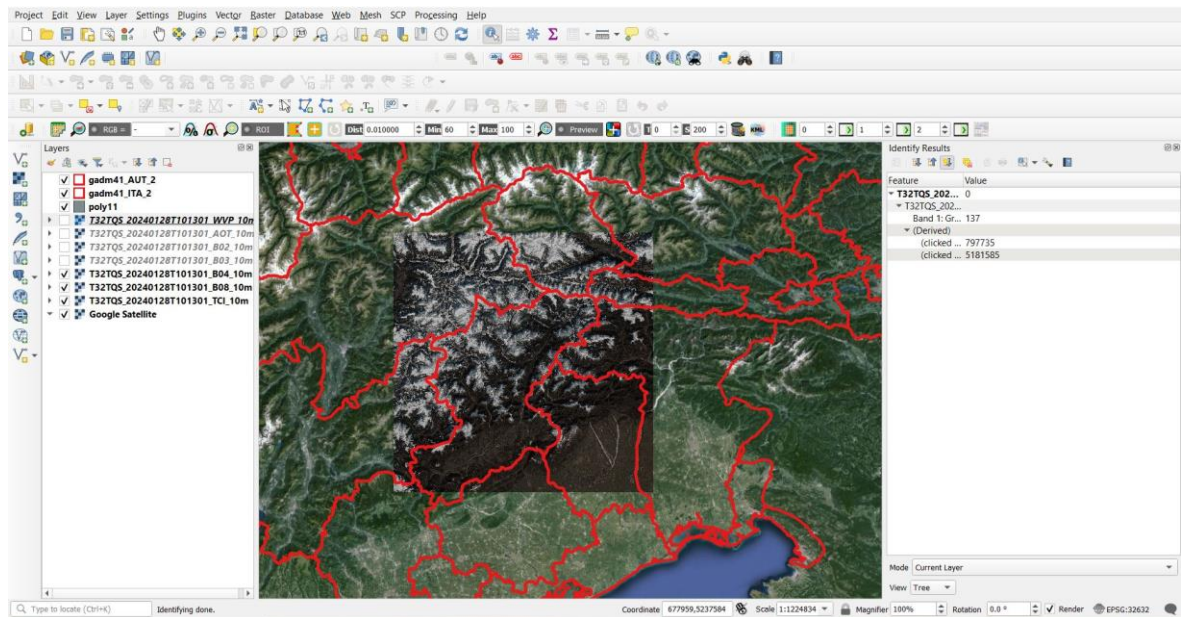 Project Edit View Layer Settings Plugins Vector Raster Database Web Mesh SCP Processing Help
RGB = - ROI Dist 0.010000 Min 60 Max 100 Preview T 0 S 200 KML 0 1 2
Layers
gadm41_AUT_2
gadm41_ITA_2
poly11
T32TQS_20240128T101301_WVP_10m
T32TQS_20240128T101301_AOT_10m
T32TQS_20240128T101301_B02_10m
T32TQS_20240128T101301_B03_10m
T32TQS_20240128T101301_B04_10m
T32TQS_20240128T101301_B08_10m
T32TQS_20240128T101301_TCI_10m
Google Satellite
Identify Results
Feature Value
T32TQS_202... 0
T32TQS_202...
Band 1: Gr... 137
(Derived)
(clicked ... 797735
(clicked ... 5181585
Mode Current Layer
View Tree
Type to locate (Ctrl+K) Identifying done. Coordinate 677959,5237584 Scale 1:1224834 Magnifier 100% Rotation 0.0 ° Render EPSG:32632